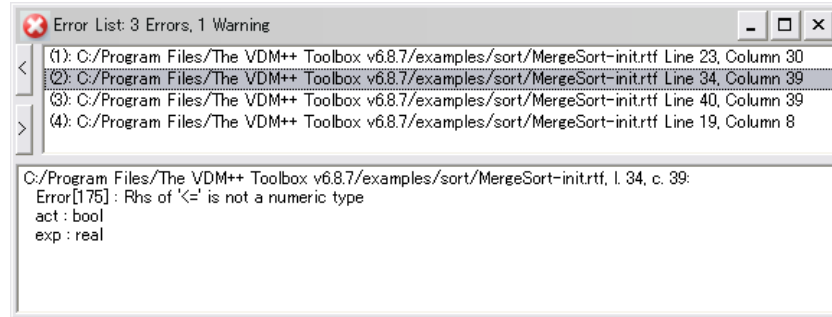 Error List: 3 Errors, 1 Warning
(1): C:/Program Files/The VDM++ Toolbox v6.8.7/examples/sort/MergeSort-init.rtf Line 23, Column 30
(2): C:/Program Files/The VDM++ Toolbox v6.8.7/examples/sort/MergeSort-init.rtf Line 34, Column 39
(3): C:/Program Files/The VDM++ Toolbox v6.8.7/examples/sort/MergeSort-init.rtf Line 40, Column 39
(4): C:/Program Files/The VDM++ Toolbox v6.8.7/examples/sort/MergeSort-init.rtf Line 19, Column 8
C:/Program Files/The VDM++ Toolbox v6.8.7/examples/sort/MergeSort-init.rtf, l. 34, c. 39:
Error[175] : Rhs of '<=' is not a numeric type
act : bool
exp : real